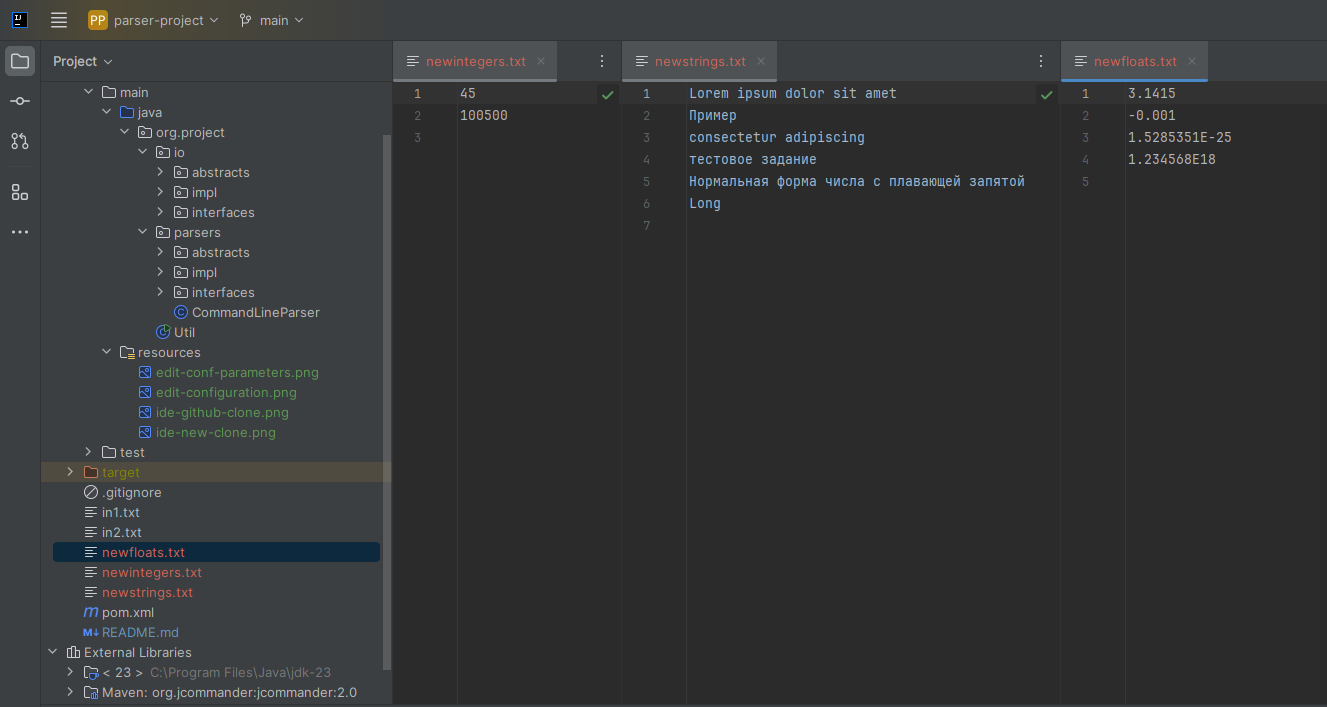 PP parser-project main
Project
main
java
org.project
io
abstracts
impl
interfaces
parsers
abstracts
impl
interfaces
CommandLineParser
Util
resources
edit-conf-parameters.png
edit-configuration.png
ide-github-clone.png
ide-new-clone.png
test
target
.gitignore
in1.txt
in2.txt
newfloats.txt
newintegers.txt
newstrings.txt
pom.xml
README.md
External Libraries
< 23 > C:\Program Files\Java\jdk-23
Maven: org.jcommander:jcommander:2.0
newintegers.txt
1 45
2 100500
3
newstrings.txt
1 Lorem ipsum dolor sit amet
2 Пример
3 consectetur adipiscing
4 тестовое задание
5 Нормальная форма числа с плавающей запятой
6 Long
7
newfloats.txt
1 3.1415
2 -0.001
3 1.5285351E-25
4 1.234568E18
5